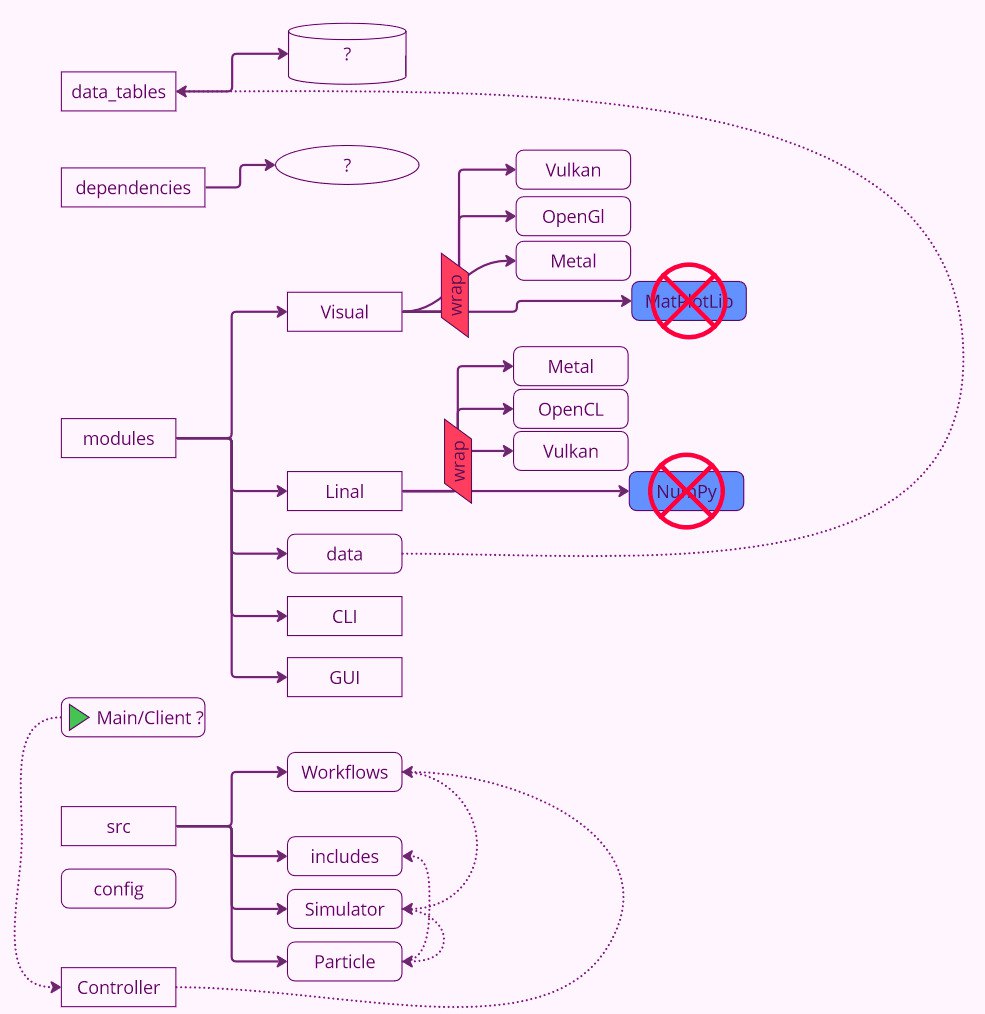 ?
data_tables
?
dependencies
Vulkan
OpenGl
Metal
wrap
Visual
MatPlotLib
Metal
OpenCL
Vulkan
wrap
modules
Linal
NumPy
data
CLI
GUI
Main/Client ?
Workflows
src
includes
config
Simulator
Particle
Controller